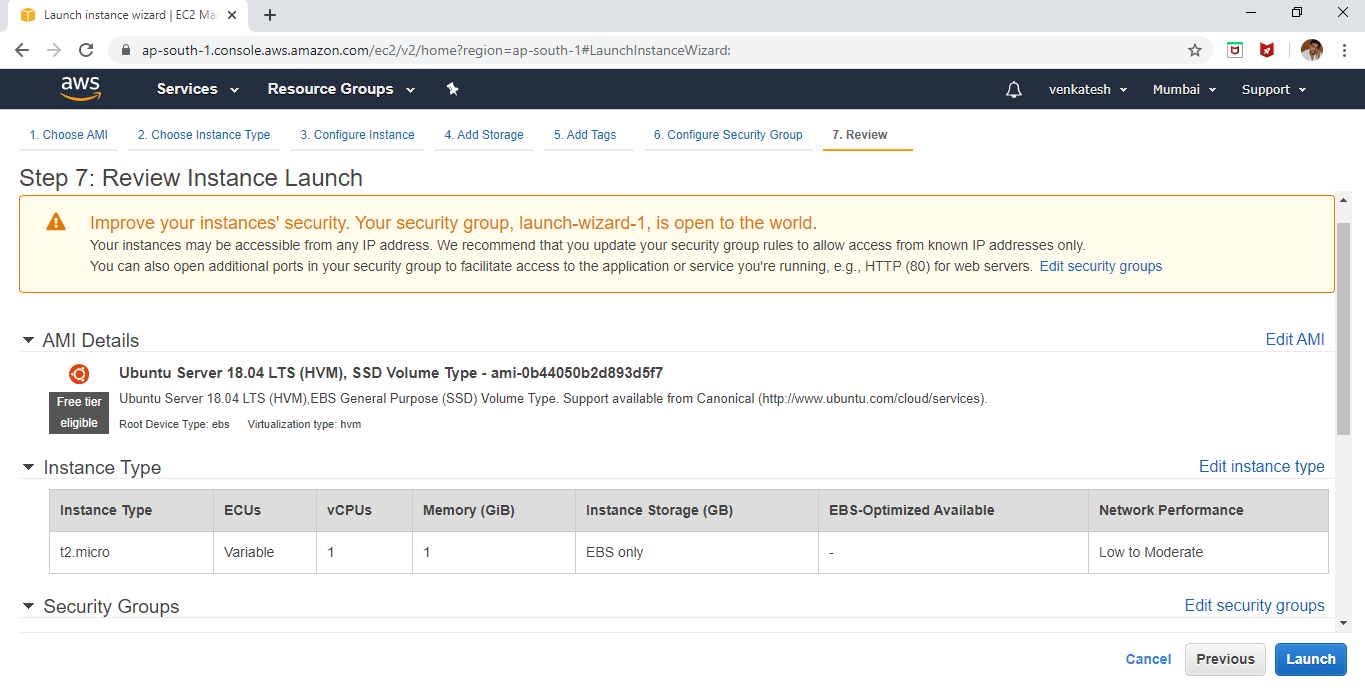 Launch instance wizard | EC2 Ma
ap-south-1.console.aws.amazon.com/ec2/v2/home?region=ap-south-1#LaunchInstanceWizard:
aws Services Resource Groups venkatesh Mumbai Support
1. Choose AMI 2. Choose Instance Type 3. Configure Instance 4. Add Storage 5. Add Tags 6. Configure Security Group 7. Review
Step 7: Review Instance Launch
Improve your instances' security. Your security group, launch-wizard-1, is open to the world.
Your instances may be accessible from any IP address. We recommend that you update your security group rules to allow access from known IP addresses only.
You can also open additional ports in your security group to facilitate access to the application or service you're running, e.g., HTTP (80) for web servers. Edit security groups
AMI Details Edit AMI
Ubuntu Server 18.04 LTS (HVM), SSD Volume Type - ami-0b44050b2d893d5f7
Free tier eligible
Ubuntu Server 18.04 LTS (HVM),EBS General Purpose (SSD) Volume Type. Support available from Canonical (http://www.ubuntu.com/cloud/services).
Root Device Type: ebs Virtualization type: hvm
Instance Type Edit instance type
Instance Type ECUs vCPUs Memory (GiB) Instance Storage (GB) EBS-Optimized Available Network Performance
t2.micro Variable 1 1 EBS only - Low to Moderate
Security Groups Edit security groups
Cancel Previous Launch